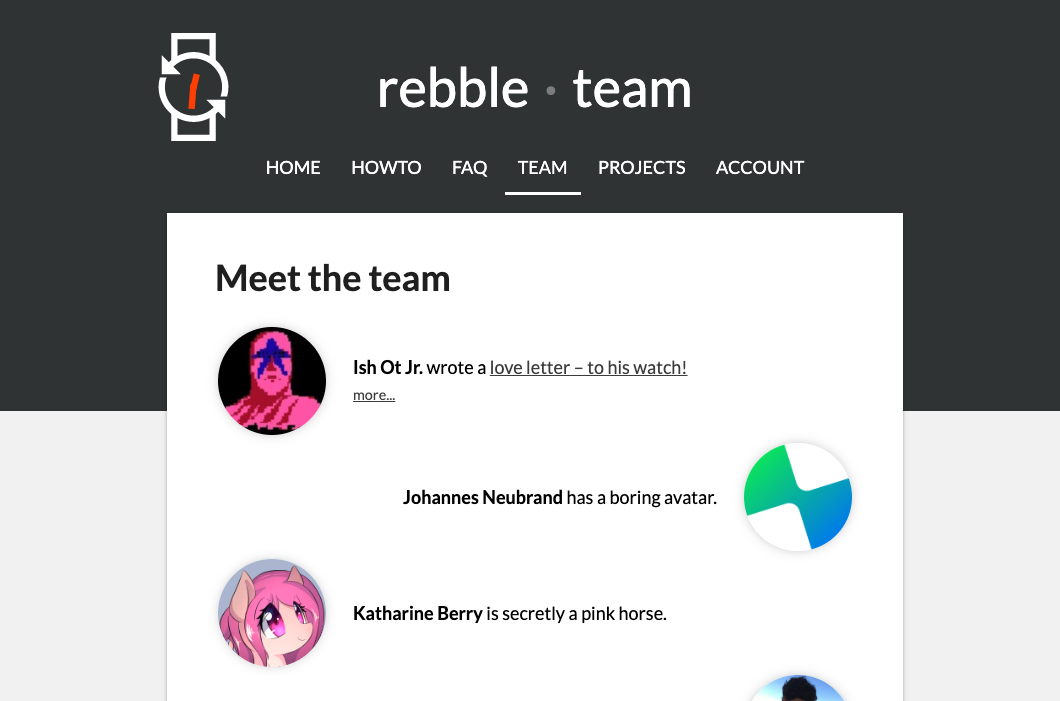 rebble · team
HOME HOWTO FAQ TEAM PROJECTS ACCOUNT
Meet the team
Ish Ot Jr. wrote a love letter – to his watch!
more...
Johannes Neubrand has a boring avatar.
Katharine Berry is secretly a pink horse.